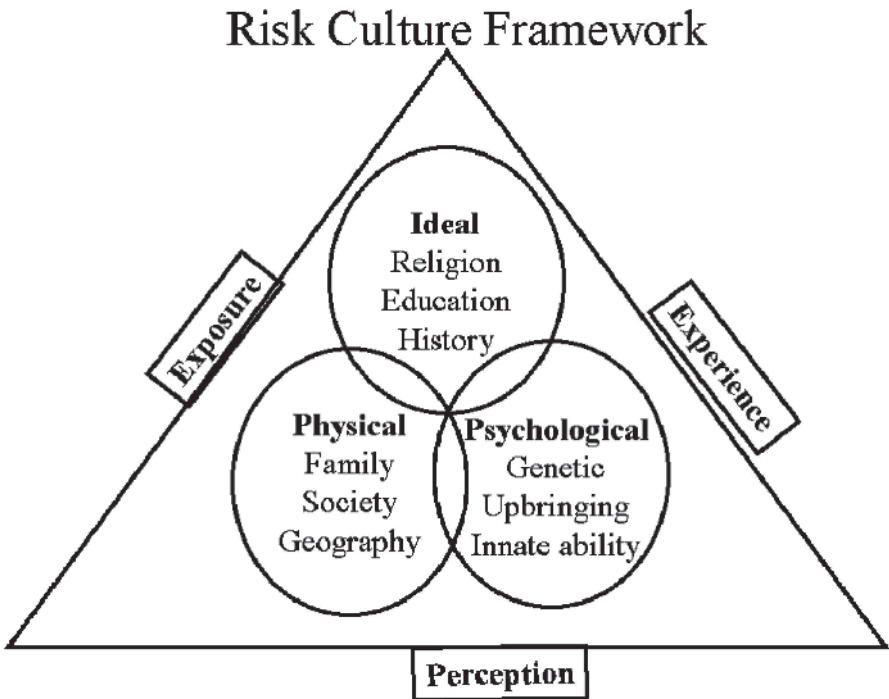 Risk Culture Framework
Ideal
Religion
Education
History
Exposure
Experience
Physical
Family
Society
Geography
Psychological
Genetic
Upbringing
Innate ability
Perception